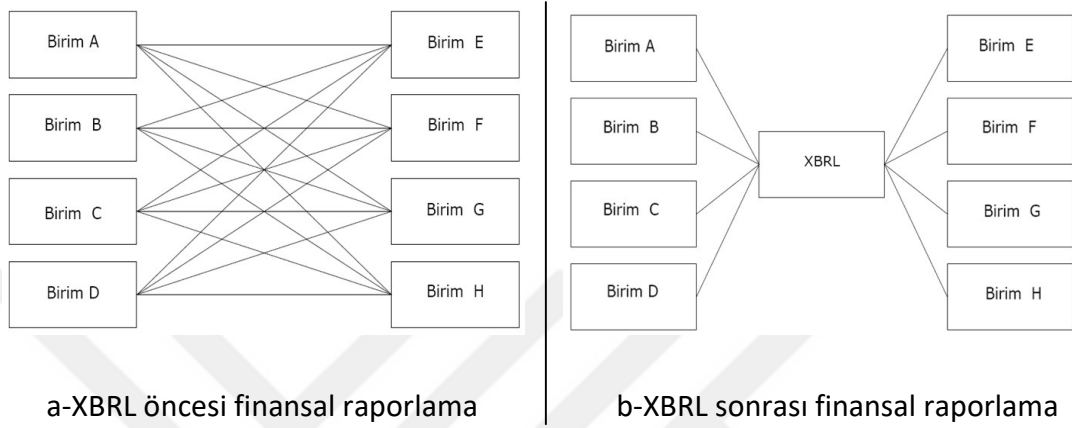 Birim A
Birim B
Birim C
Birim D
Birim E
Birim F
Birim G
Birim H
a-XBRL öncesi finansal raporlama
Birim A
Birim B
Birim C
Birim D
XBRL
Birim E
Birim F
Birim G
Birim H
b-XBRL sonrası finansal raporlama